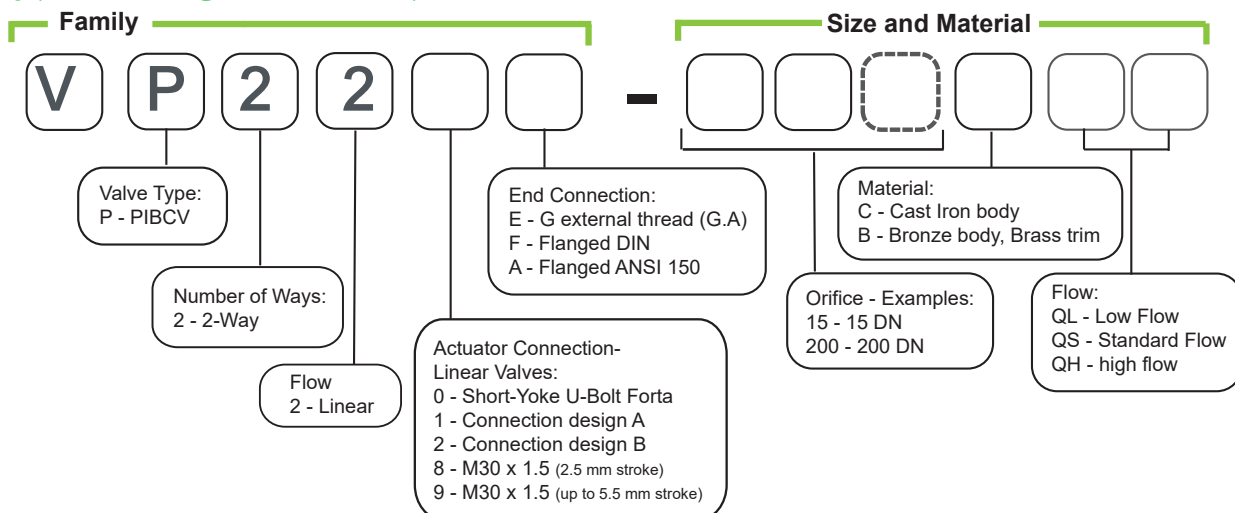 Family
Size and Material
V P 2 2 -
Valve Type:
P - PIBCV
Number of Ways:
2 - 2-Way
Flow
2 - Linear
Actuator Connection-
Linear Valves:
0 - Short-Yoke U-Bolt Forta
1 - Connection design A
2 - Connection design B
8 - M30 x 1.5 (2.5 mm stroke)
9 - M30 x 1.5 (up to 5.5 mm stroke)
End Connection:
E - G external thread (G.A)
F - Flanged DIN
A - Flanged ANSI 150
Orifice - Examples:
15 - 15 DN
200 - 200 DN
Material:
C - Cast Iron body
B - Bronze body, Brass trim
Flow:
QL - Low Flow
QS - Standard Flow
QH - high flow